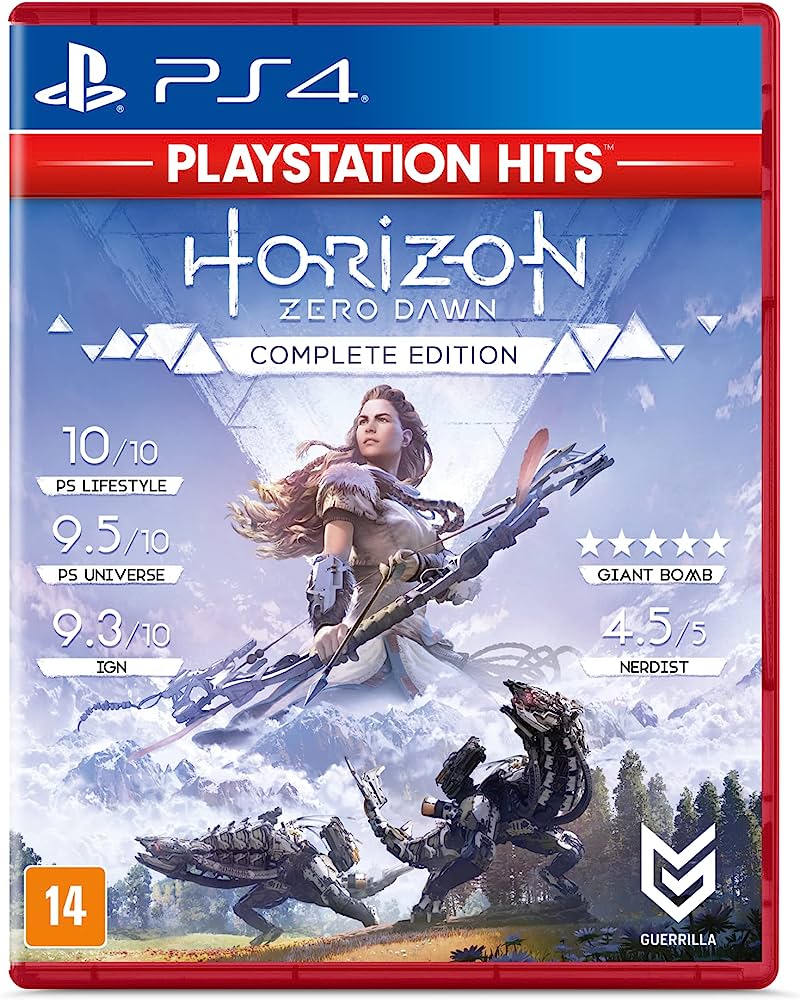 PS4
PLAYSTATION HITS™
HORIZON
ZERO DAWN
COMPLETE EDITION
10/10
PS LIFESTYLE
9.5/10
PS UNIVERSE
9.3/10
IGN
★★★★★
GIANT BOMB
4.5/5
NERDIST
14
GUERRILLA